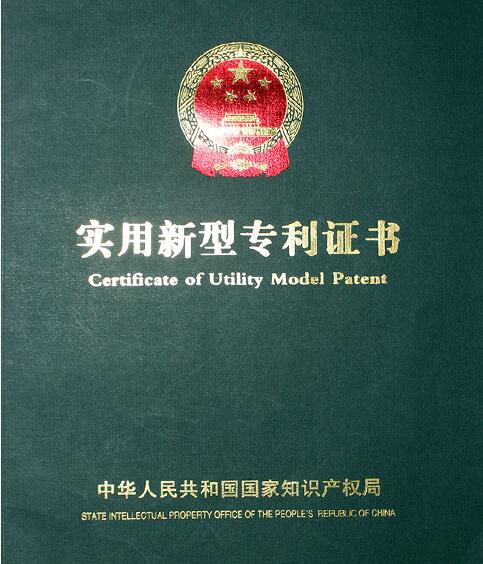 实用新型专利证书
Certificate of Utility Model Patent
中华人民共和国国家知识产权局
STATE INTELLECTUAL PROPERTY OFFICE OF THE PEOPLE'S REPUBLIC OF CHINA